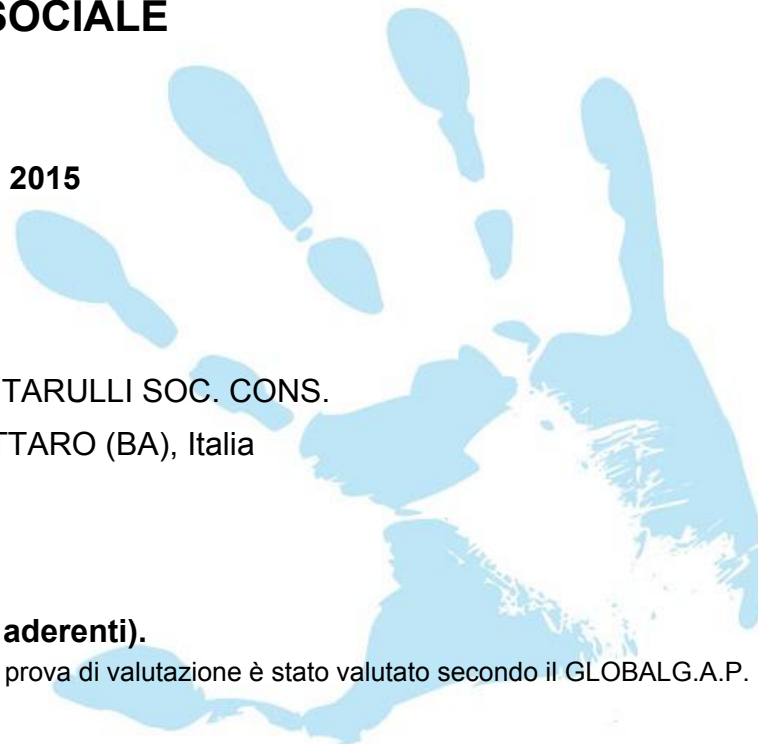 SOCIALE
2015
TARULLI SOC. CONS.
TTARO (BA), Italia
aderenti).
prova di valutazione è stato valutato secondo il GLOBALG.A.P.